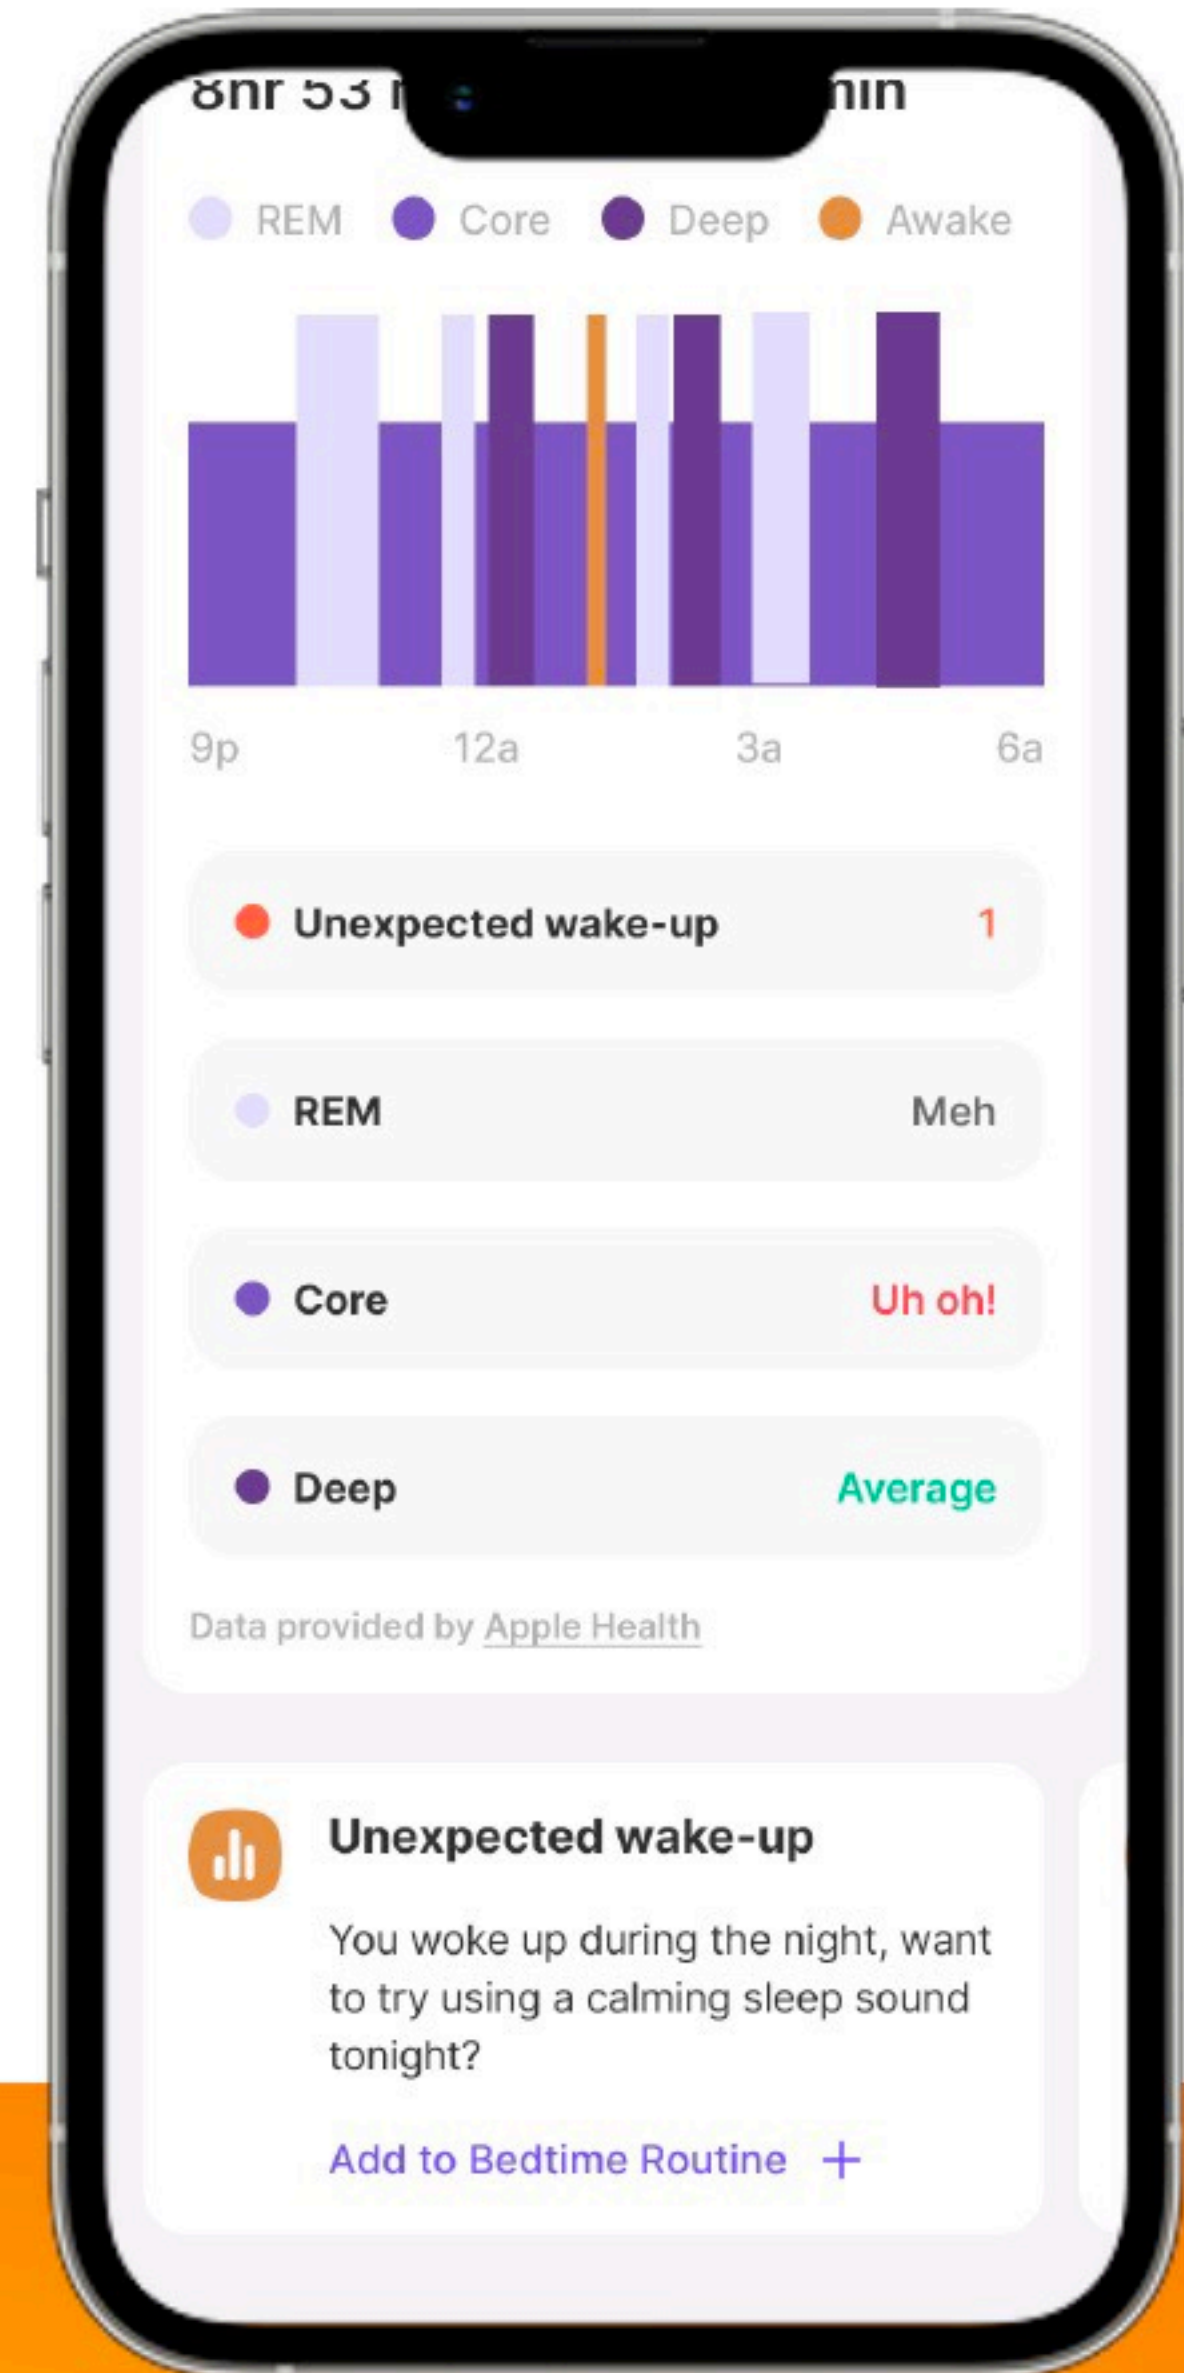 8hr 53
REM Core Deep Awake
9p 12a 3a 6a
Unexpected wake-up 1
REM Meh
Core Uh oh!
Deep Average
Data provided by Apple Health
Unexpected wake-up
You woke up during the night, want
to try using a calming sleep sound
tonight?
Add to Bedtime Routine +